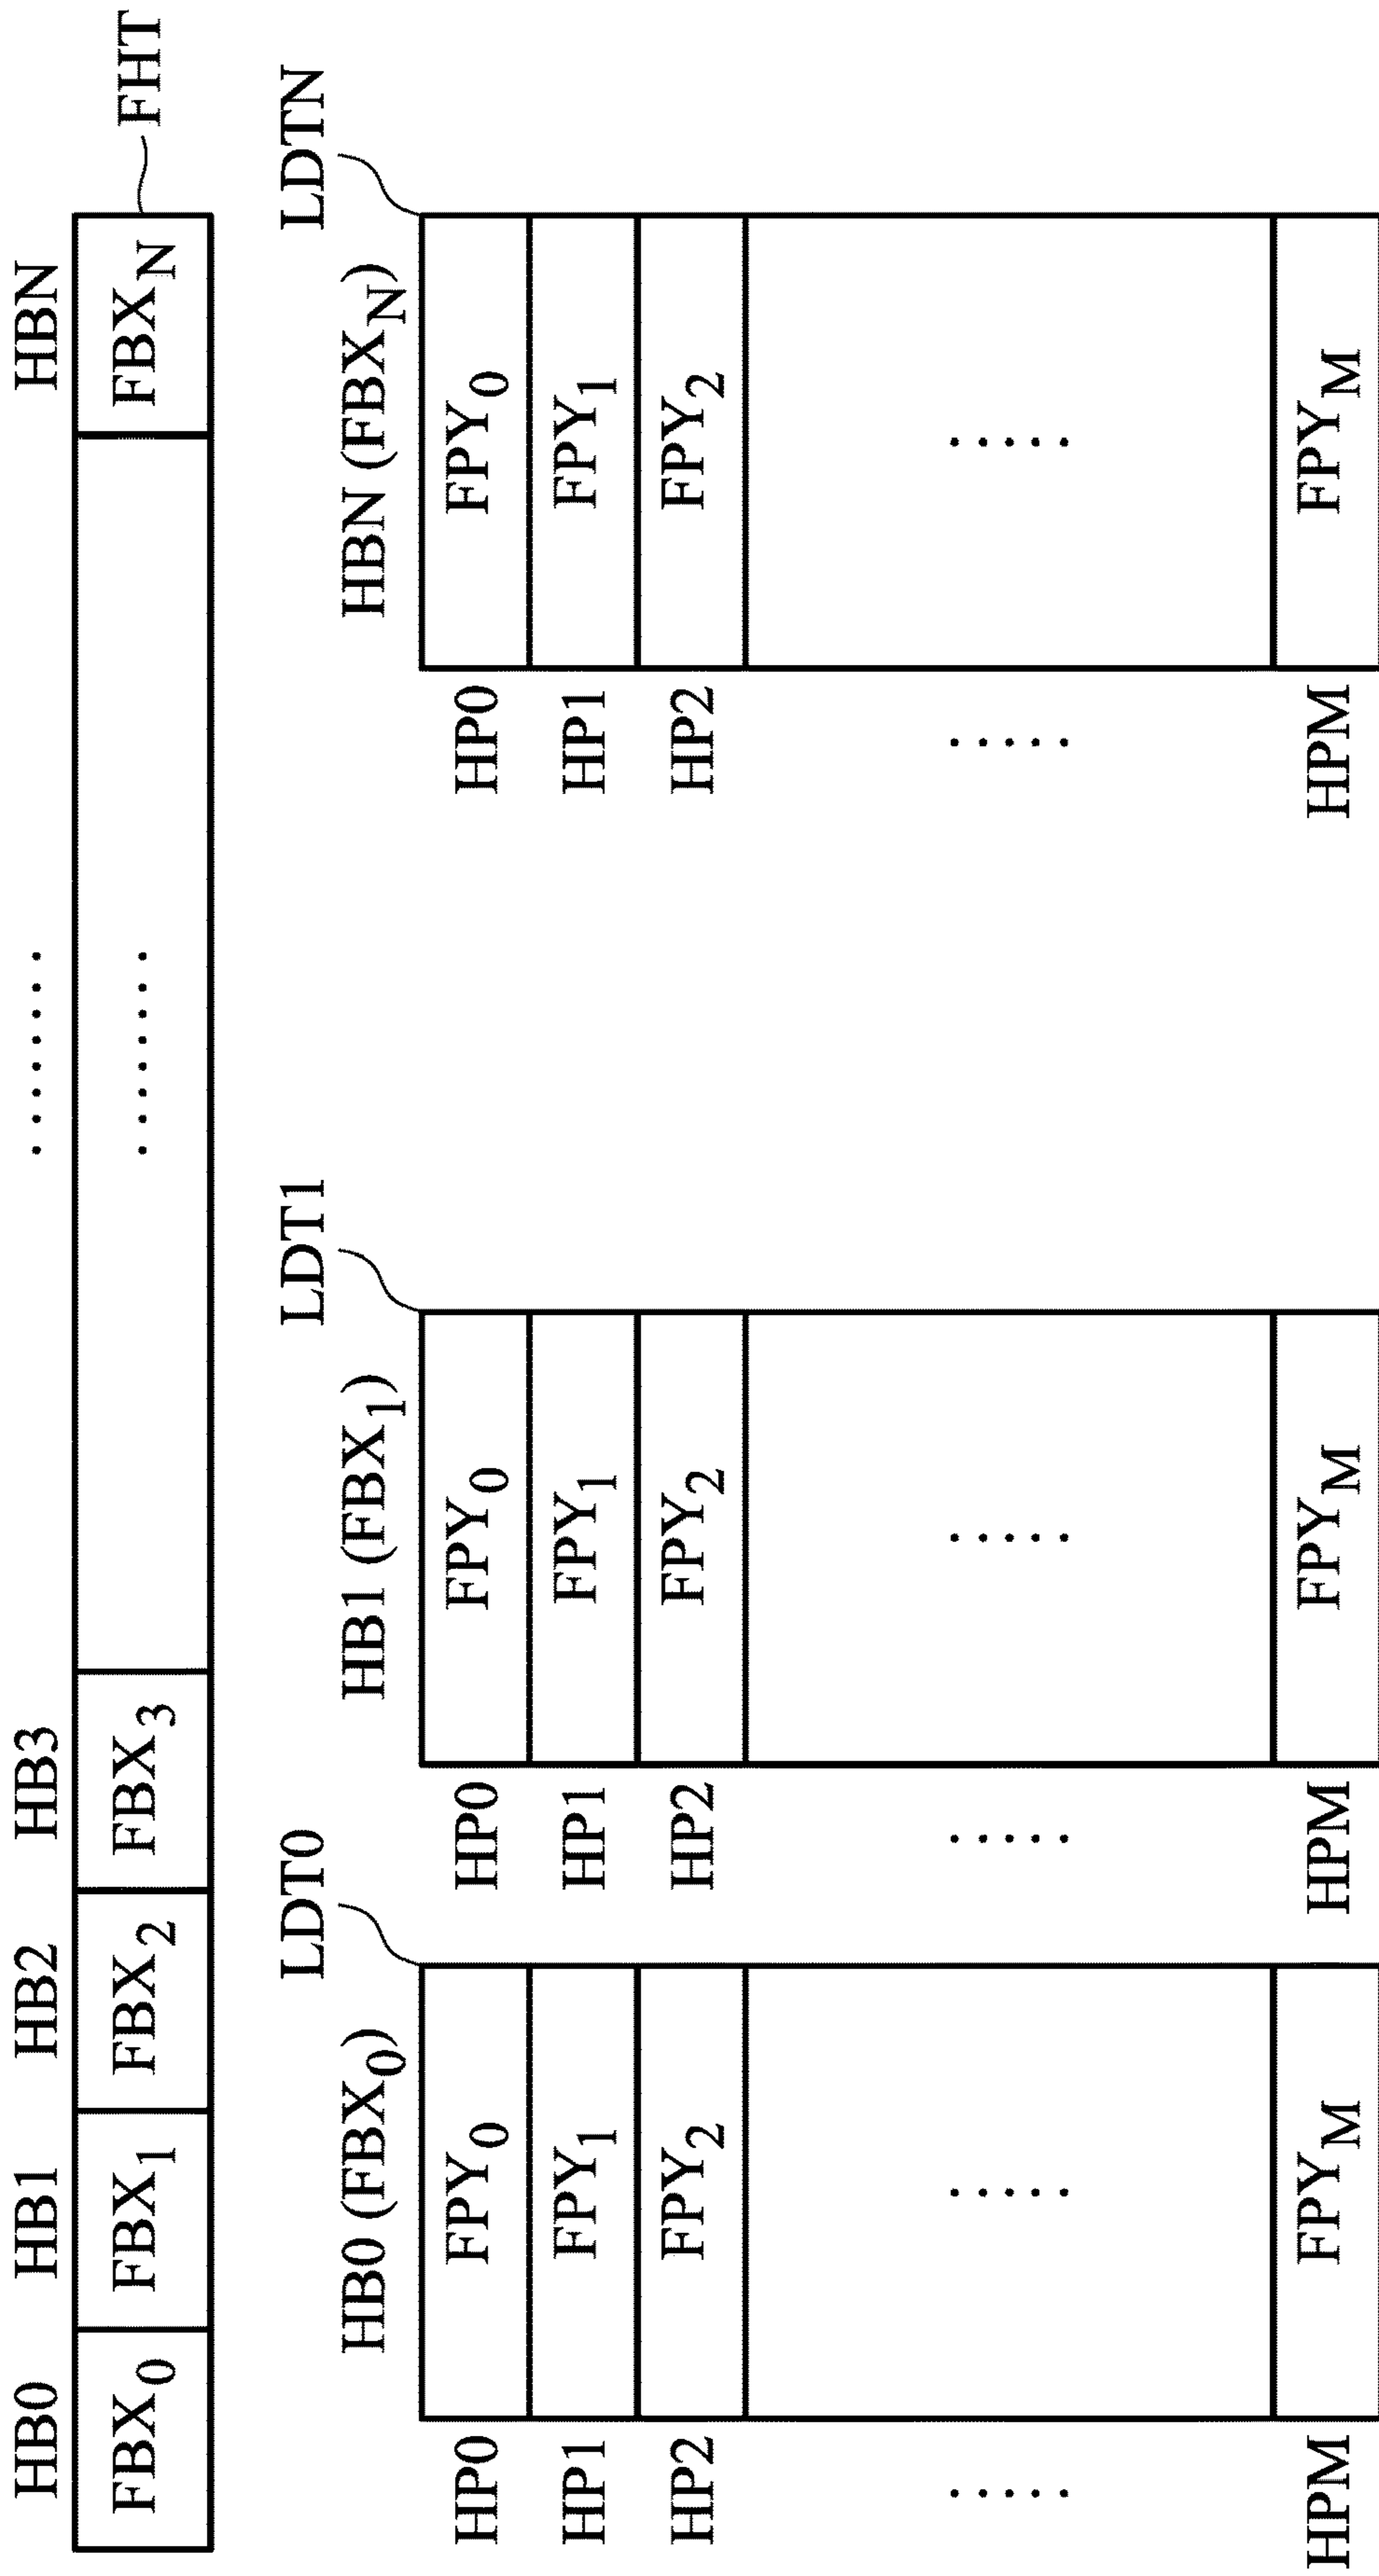 HB0 HB1 HB2 HB3 ······· HBN
FBX0 FBX1 FBX2 FBX3 ······· FBXN FHT
LDT0 LDT1 LDTN
HB0 (FBX0) HB1 (FBX1) HBN (FBXN)
HP0 FPY0 HP0 FPY0 HP0 FPY0
HP1 FPY1 HP1 FPY1 HP1 FPY1
HP2 FPY2 HP2 FPY2 HP2 FPY2
····· ····· ····· ····· ····· ·····
HPM FPYM HPM FPYM HPM FPYM